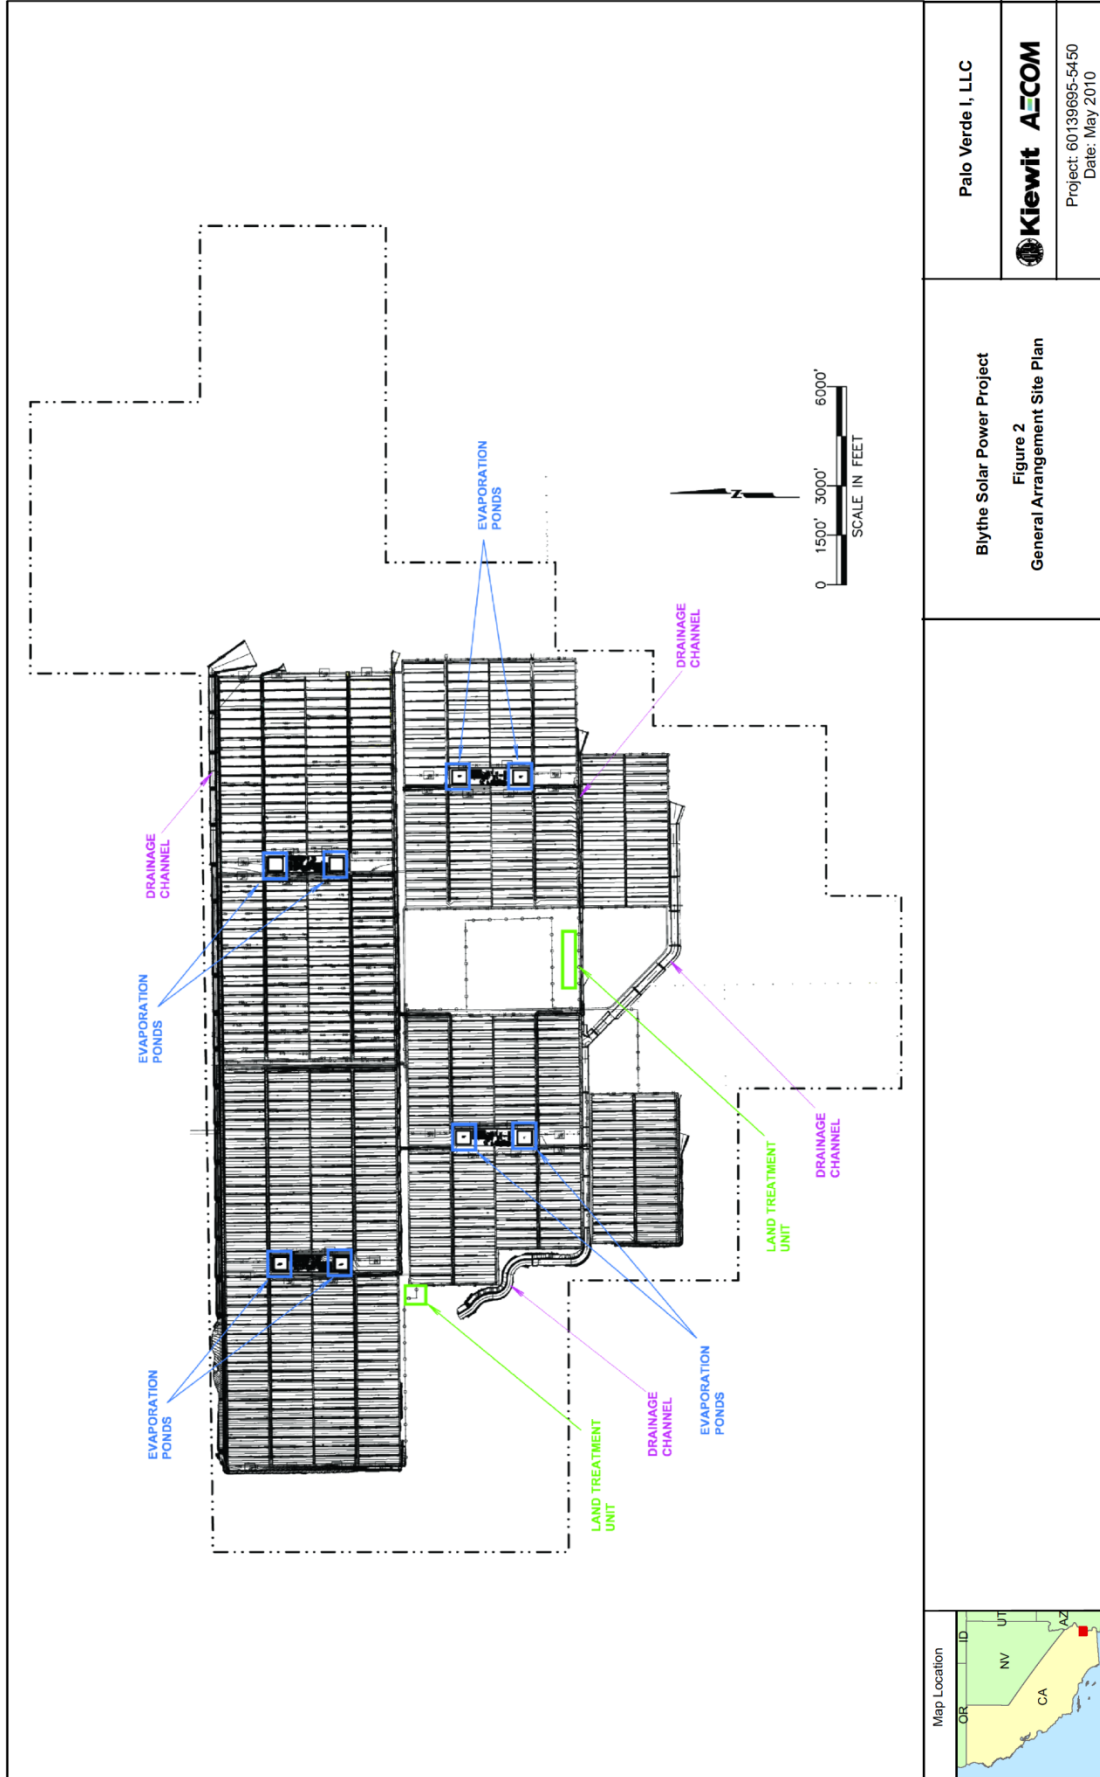 EVAPORATION
PONDS
EVAPORATION
PONDS
DRAINAGE
CHANNEL
LAND TREATMENT
UNIT
DRAINAGE
CHANNEL
EVAPORATION
PONDS
LAND TREATMENT
UNIT
DRAINAGE
CHANNEL
DRAINAGE
CHANNEL
EVAPORATION
PONDS
N
0 1500' 3000' 6000'
SCALE IN FEET
Map Location
OR ID
NV UT
CA AZ
Blythe Solar Power Project
Figure 2
General Arrangement Site Plan
Palo Verde I, LLC
Kiewit AECOM
Project: 60139695-5450
Date: May 2010